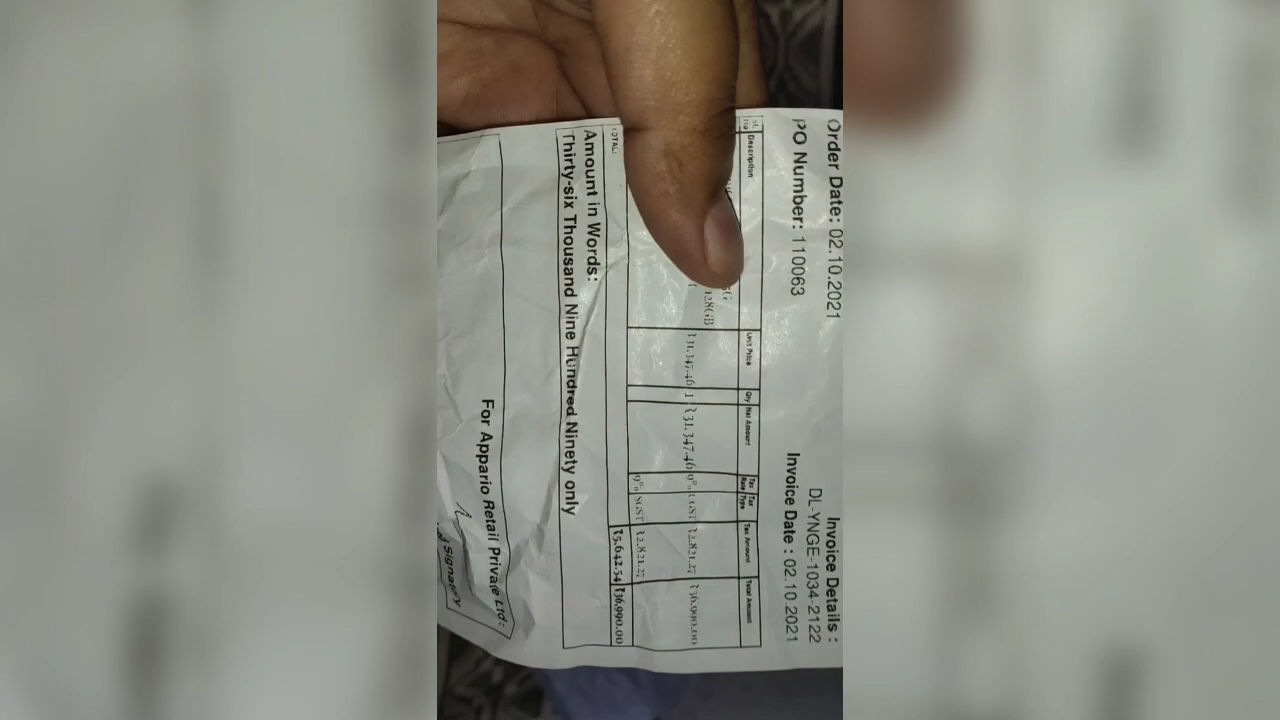 Order Date: 02.10.2021
PO Number: 110063
Invoice Details :
DL-YNGE-1034-2122
Invoice Date : 02.10.2021
Sl. No Description Unit Price Qty Net Amount Tax Rate Tax Type Tax Amount Total Amount
128GB
₹31,347.46 1 ₹31,347.46 9% CGST ₹2,821.27 ₹36,990.00
9% SGST ₹2,821.27
TOTAL: ₹5,642.54 ₹36,990.00
Amount in Words:
Thirty-six Thousand Nine Hundred Ninety only
For Appario Retail Private Ltd:
Signatory